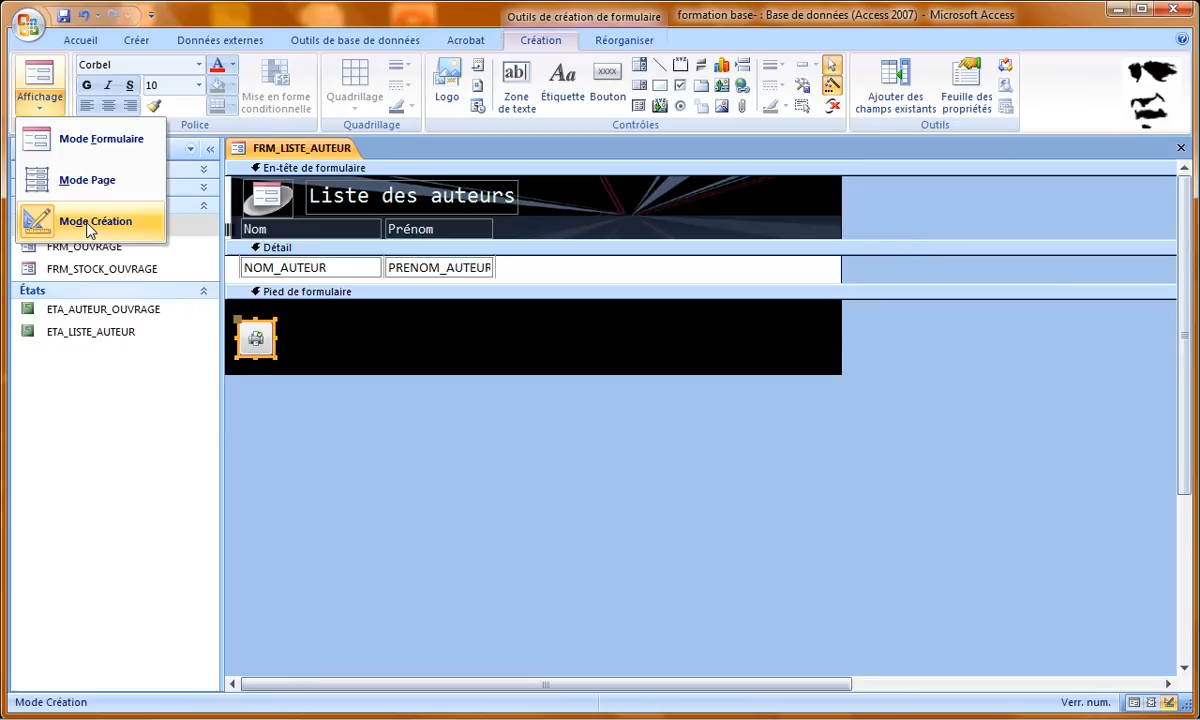 Outils de création de formulaire
formation base- : Base de données (Access 2007) - Microsoft Access
Accueil
Créer
Données externes
Outils de base de données
Acrobat
Création
Réorganiser
Affichage
Corbel
G
I
S
10
Mise en forme
conditionnelle
Police
Quadrillage
Quadrillage
Logo
ab|
Zone
de texte
Aa
Étiquette
XXXX
Bouton
Contrôles
Ajouter des
champs existants
Feuille des
propriétés
Outils
Mode Formulaire
Mode Page
Mode Création
FRM_OUVRAGE
FRM_STOCK_OUVRAGE
États
ETA_AUTEUR_OUVRAGE
ETA_LISTE_AUTEUR
FRM_LISTE_AUTEUR
En-tête de formulaire
Liste des auteurs
Nom
Prénom
Détail
NOM_AUTEUR
PRENOM_AUTEUR
Pied de formulaire
Mode Création
Verr. num.